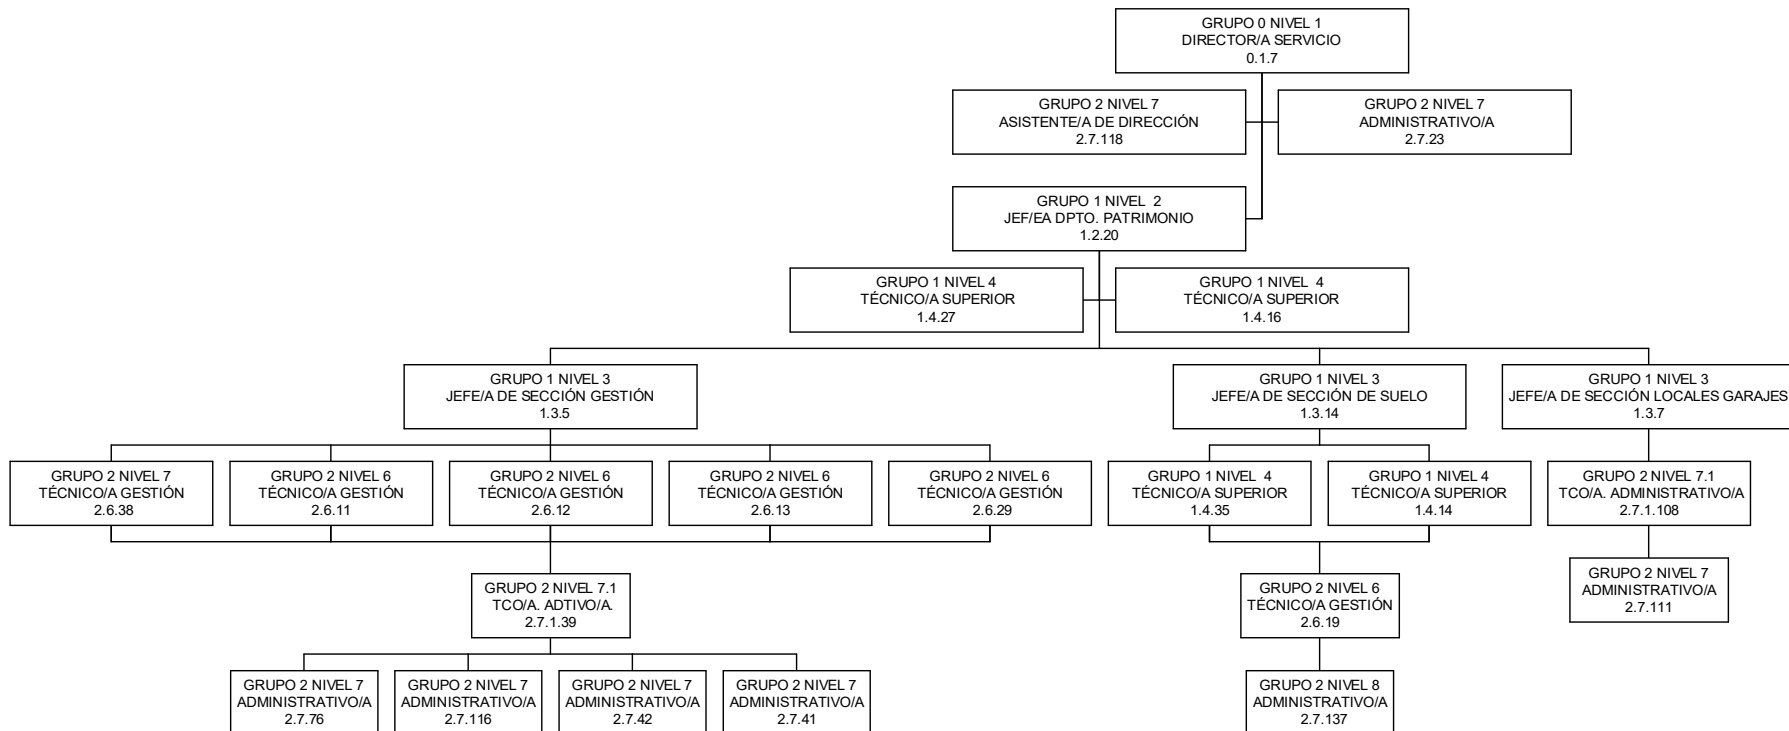 GRUPO 0 NIVEL 1
DIRECTOR/A SERVICIO
0.1.7
GRUPO 2 NIVEL 7
ASISTENTE/A DE DIRECCIÓN
2.7.118
GRUPO 2 NIVEL 7
ADMINISTRATIVO/A
2.7.23
GRUPO 1 NIVEL 2
JEF/EA DPTO. PATRIMONIO
1.2.20
GRUPO 1 NIVEL 4
TÉCNICO/A SUPERIOR
1.4.27
GRUPO 1 NIVEL 4
TÉCNICO/A SUPERIOR
1.4.16
GRUPO 1 NIVEL 3
JEFE/A DE SECCIÓN GESTIÓN
1.3.5
GRUPO 1 NIVEL 3
JEFE/A DE SECCIÓN DE SUELO
1.3.14
GRUPO 1 NIVEL 3
JEFE/A DE SECCIÓN LOCALES GARAJES
1.3.7
GRUPO 2 NIVEL 7
TÉCNICO/A GESTIÓN
2.6.38
GRUPO 2 NIVEL 6
TÉCNICO/A GESTIÓN
2.6.11
GRUPO 2 NIVEL 6
TÉCNICO/A GESTIÓN
2.6.12
GRUPO 2 NIVEL 6
TÉCNICO/A GESTIÓN
2.6.13
GRUPO 2 NIVEL 6
TÉCNICO/A GESTIÓN
2.6.29
GRUPO 1 NIVEL 4
TÉCNICO/A SUPERIOR
1.4.35
GRUPO 1 NIVEL 4
TÉCNICO/A SUPERIOR
1.4.14
GRUPO 2 NIVEL 7.1
TCO/A. ADMINISTRATIVO/A
2.7.1.108
GRUPO 2 NIVEL 7.1
TCO/A. ADTIVO/A.
2.7.1.39
GRUPO 2 NIVEL 6
TÉCNICO/A GESTIÓN
2.6.19
GRUPO 2 NIVEL 7
ADMINISTRATIVO/A
2.7.111
GRUPO 2 NIVEL 7
ADMINISTRATIVO/A
2.7.76
GRUPO 2 NIVEL 7
ADMINISTRATIVO/A
2.7.116
GRUPO 2 NIVEL 7
ADMINISTRATIVO/A
2.7.42
GRUPO 2 NIVEL 7
ADMINISTRATIVO/A
2.7.41
GRUPO 2 NIVEL 8
ADMINISTRATIVO/A
2.7.137